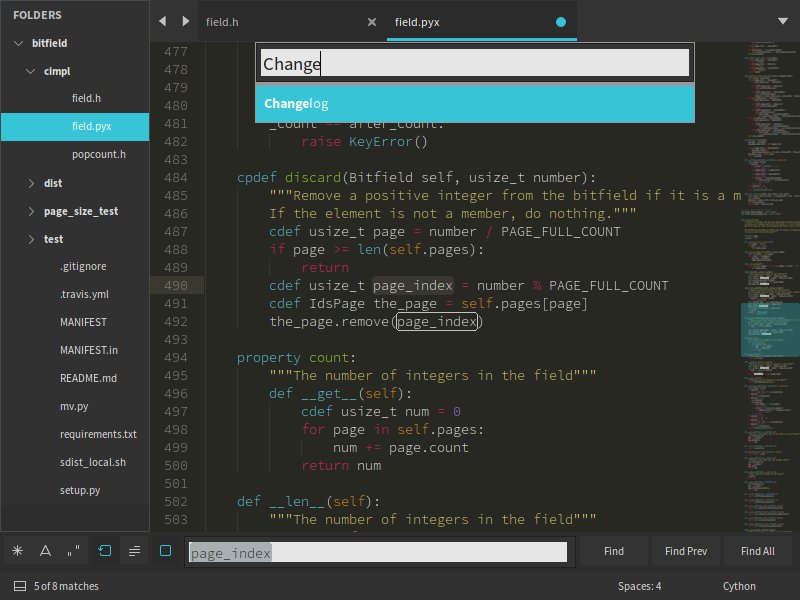 FOLDERS
bitfield
cimpl
field.h
field.pyx
popcount.h
dist
page_size_test
test
.gitignore
.travis.yml
MANIFEST
MANIFEST.in
README.md
mv.py
requirements.txt
sdist_local.sh
setup.py
field.h
field.pyx
Change
Changelog
477
478
479
480
481 _count == after_count:
482 raise KeyError()
483
484 cpdef discard(Bitfield self, usize_t number):
485 """Remove a positive integer from the bitfield if it is a m
486 If the element is not a member, do nothing."""
487 cdef usize_t page = number / PAGE_FULL_COUNT
488 if page >= len(self.pages):
489 return
490 cdef usize_t page_index = number % PAGE_FULL_COUNT
491 cdef IdsPage the_page = self.pages[page]
492 the_page.remove(page_index)
493
494 property count:
495 """The number of integers in the field"""
496 def __get__(self):
497 cdef usize_t num = 0
498 for page in self.pages:
499 num += page.count
500 return num
501
502 def __len__(self):
503 """The number of integers in the field"""
page_index
Find
Find Prev
Find All
5 of 8 matches
Spaces: 4
Cython